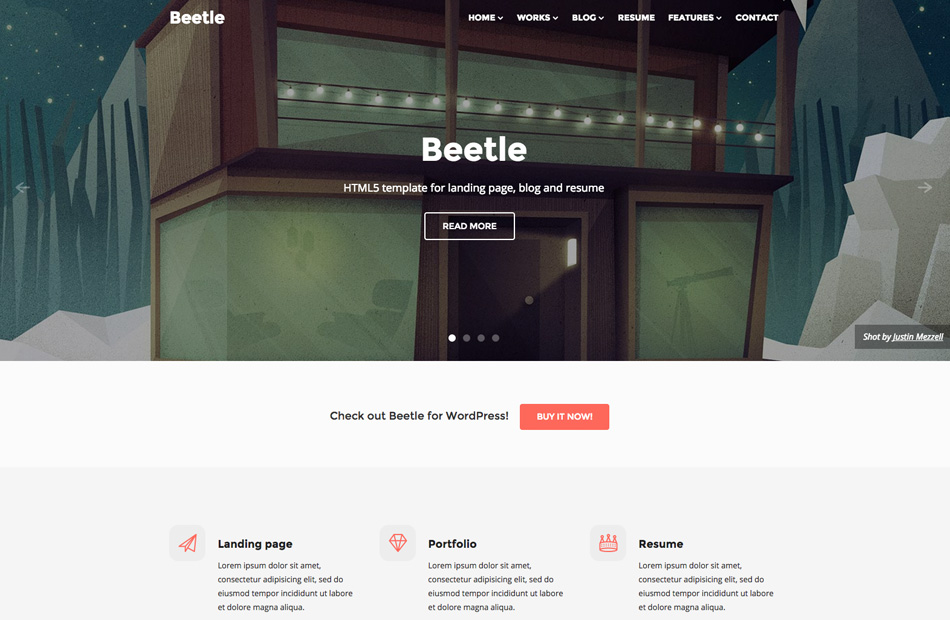 Beetle
HOME WORKS BLOG RESUME FEATURES CONTACT
Beetle
HTML5 template for landing page, blog and resume
READ MORE
Shot by Justin Mezzell
Check out Beetle for WordPress! BUY IT NOW!
Landing page
Lorem ipsum dolor sit amet,
consectetur adipisicing elit, sed do
eiusmod tempor incididunt ut labore
et dolore magna aliqua.
Portfolio
Lorem ipsum dolor sit amet,
consectetur adipisicing elit, sed do
eiusmod tempor incididunt ut labore
et dolore magna aliqua.
Resume
Lorem ipsum dolor sit amet,
consectetur adipisicing elit, sed do
eiusmod tempor incididunt ut labore
et dolore magna aliqua.